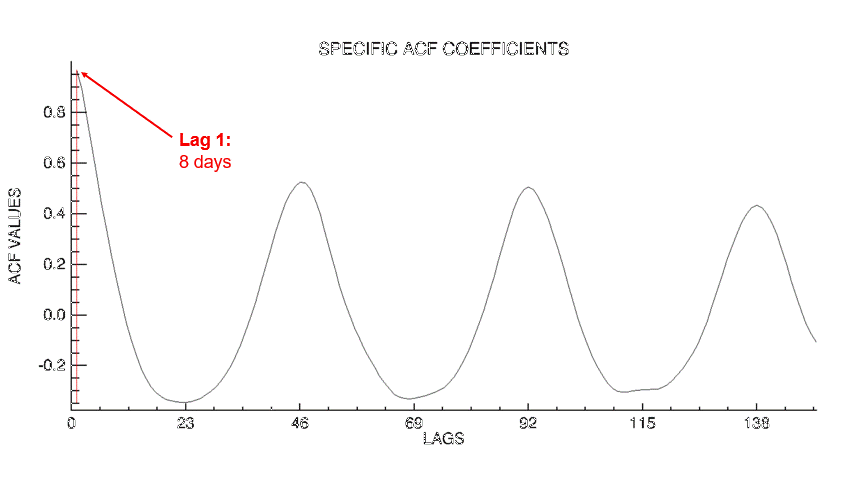 SPECIFIC ACF COEFFICIENTS
Lag 1:
8 days
ACF VALUES
0.8
0.6
0.4
0.2
0.0
-0.2
0 23 46 69 92 115 138
LAGS